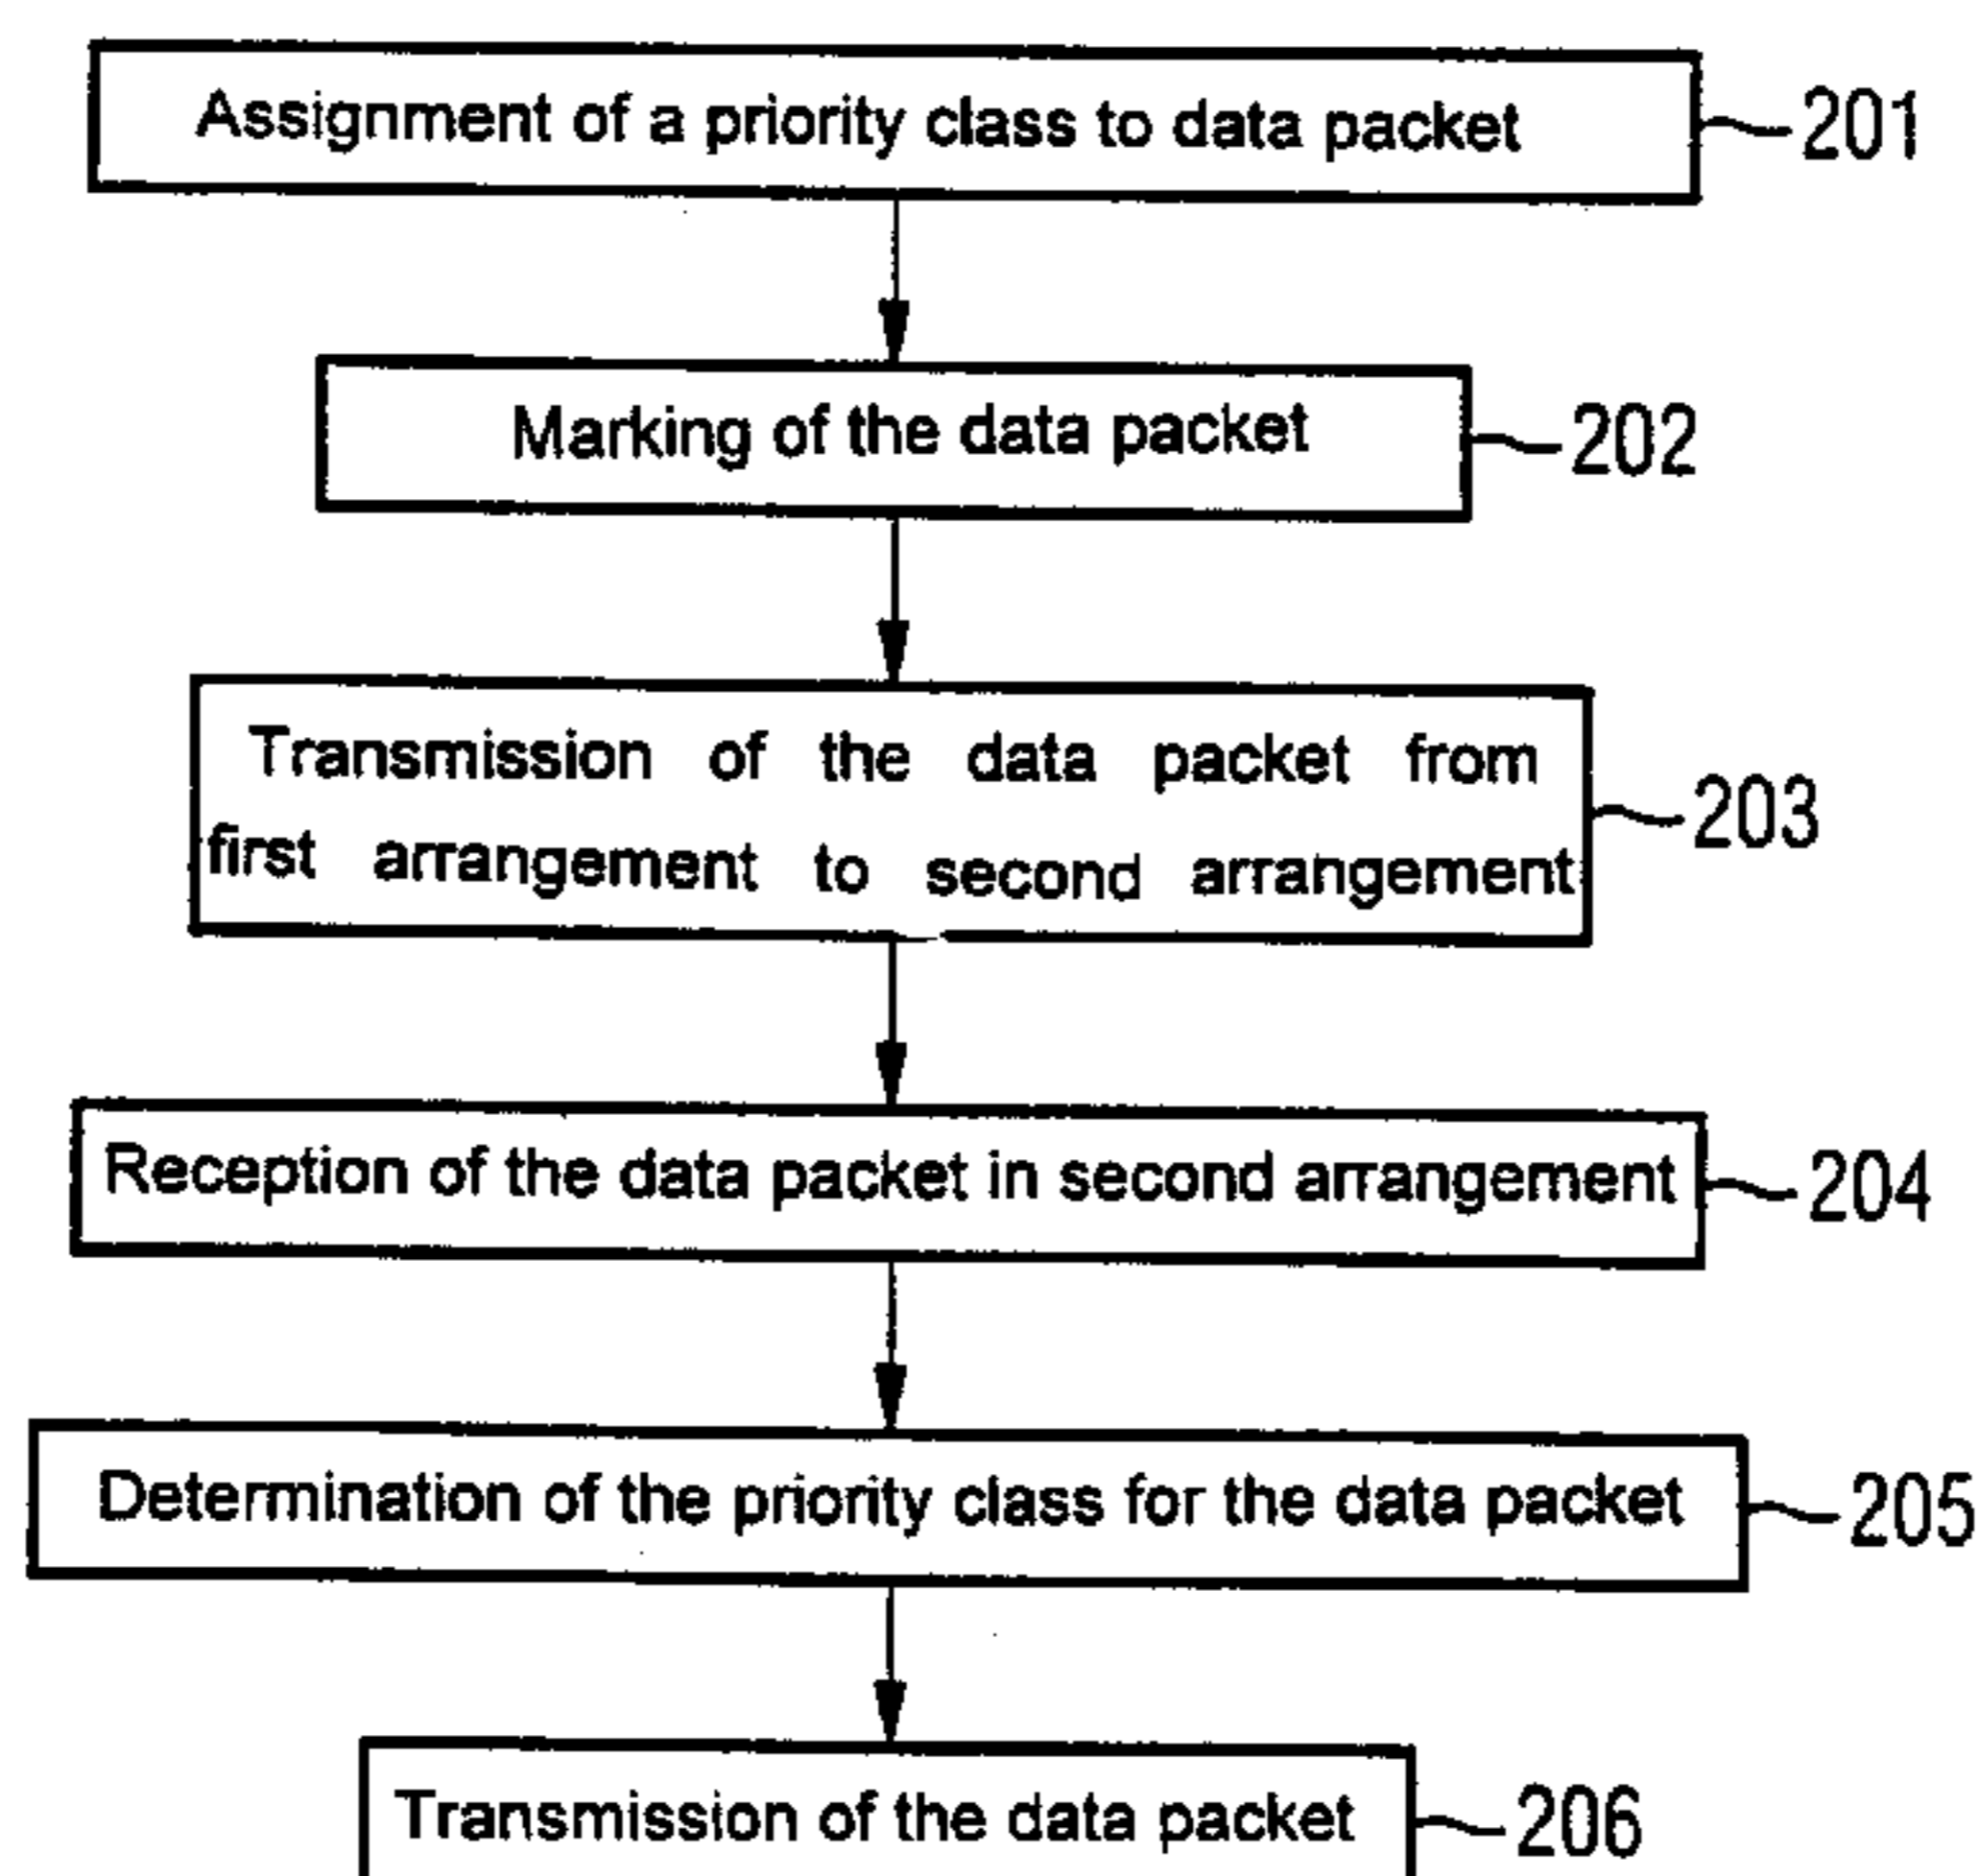 Assignment of a priority class to data packet
201
Marking of the data packet
202
Transmission of the data packet from
first arrangement to second arrangement
203
Reception of the data packet in second arrangement
204
Determination of the priority class for the data packet
205
Transmission of the data packet
206